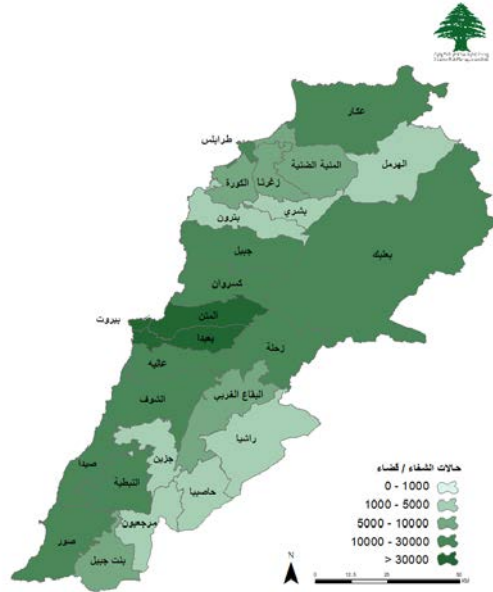 عكار
طرابلس
المنية الضنية
الهرمل
زغرتا
الكورة
بشري
بترون
بعلبك
جبيل
كسروان
المتن
بيروت
بعبدا
زحلة
عاليه
الشوف
البقاع الغربي
راشيا
جزين
صيدا
حاصبيا
النبطية
مرجعيون
صور
بنت جبيل
حالات الشفاء / قضاء
0 - 1000
1000 - 5000
5000 - 10000
10000 - 30000
> 30000
N